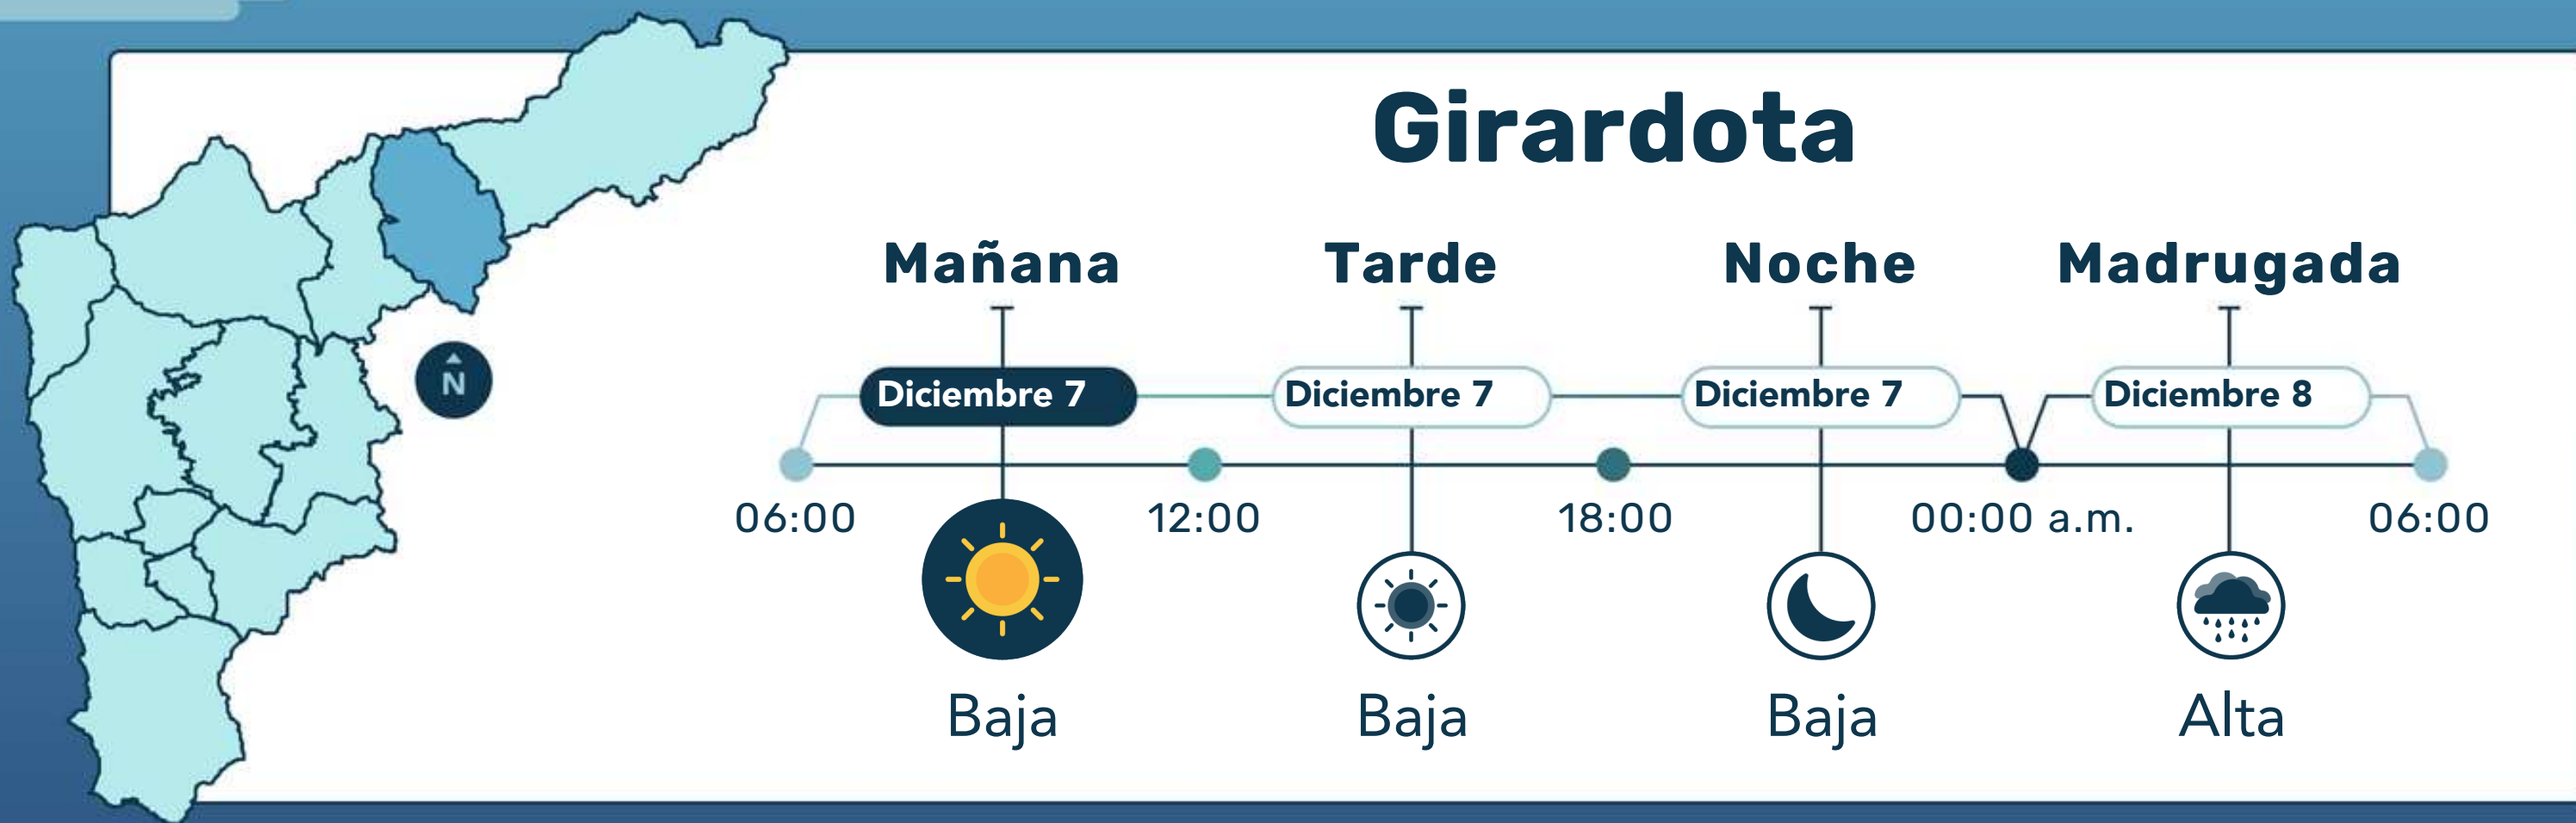 Girardota
Mañana Tarde Noche Madrugada
N
Diciembre 7 Diciembre 7 Diciembre 7 Diciembre 8
06:00 12:00 18:00 00:00 a.m. 06:00
Baja Baja Baja Alta